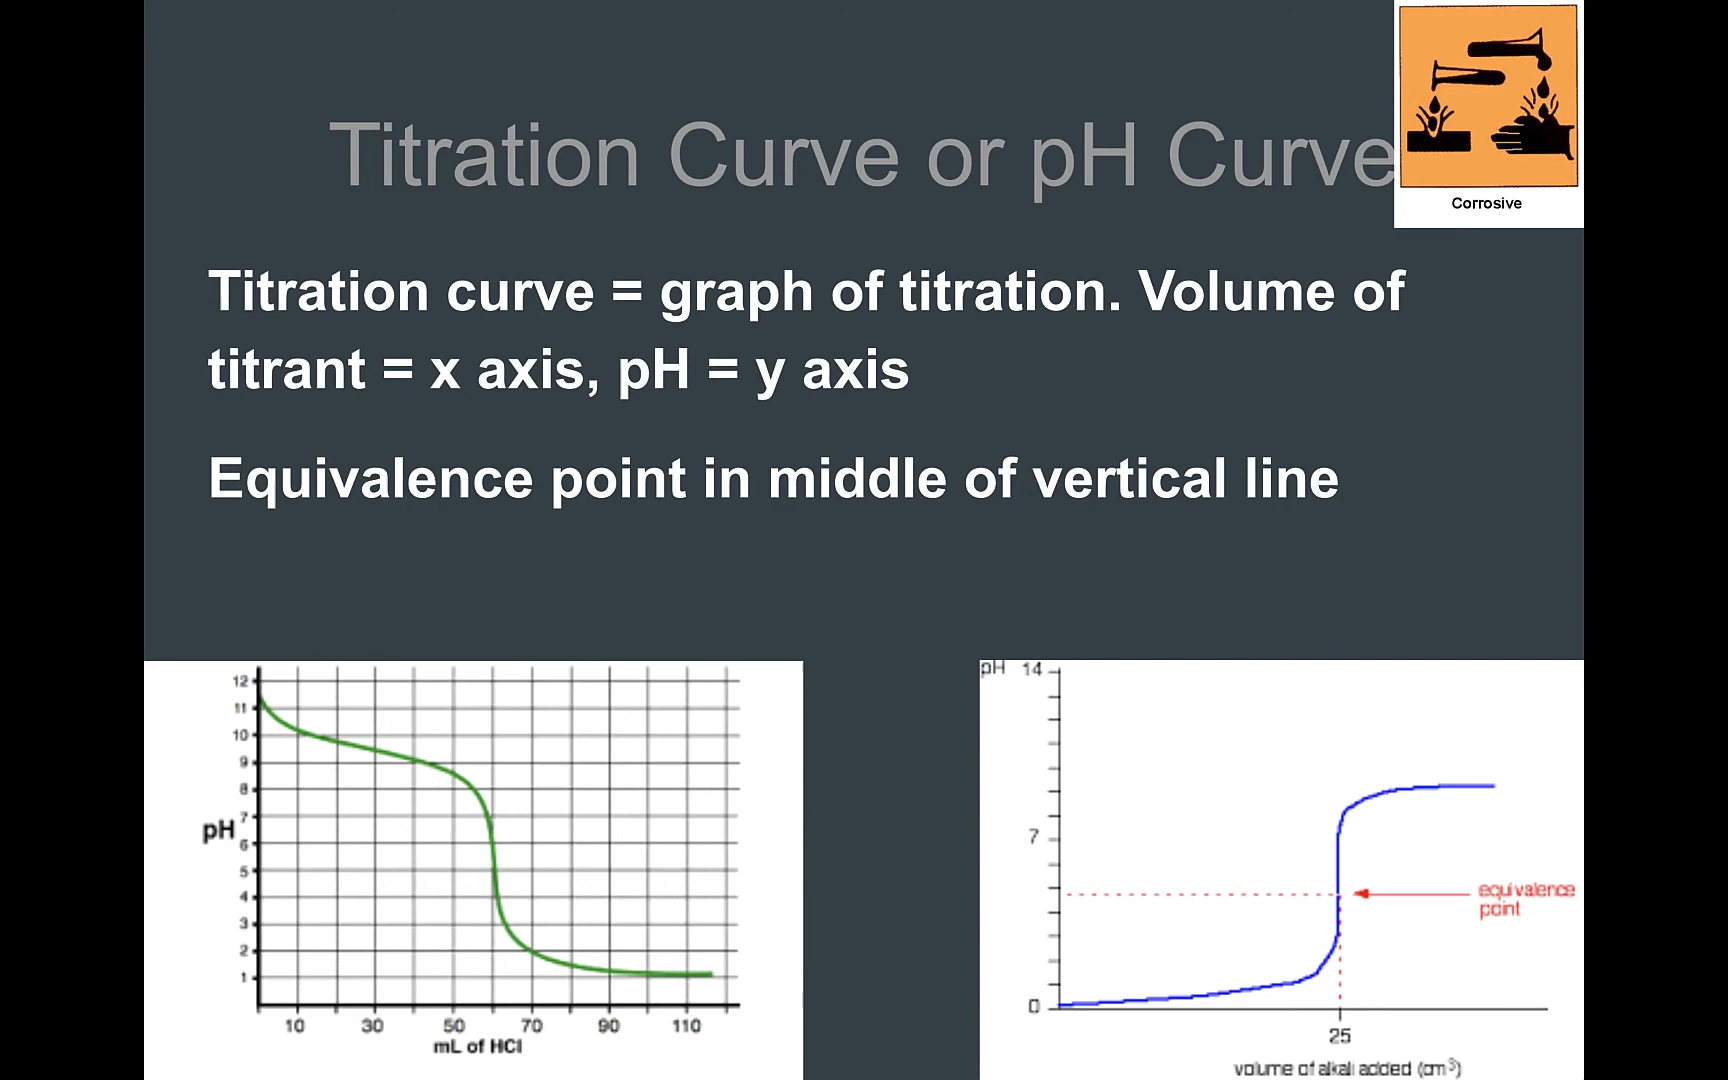 Titration Curve or pH Curve
Corrosive
Titration curve = graph of titration. Volume of
titrant = x axis, pH = y axis
Equivalence point in middle of vertical line
12
11
10
9
8
7
pH
6
5
4
3
2
1
10 30 50 70 90 110
mL of HCl
pH 14
7
equivalence
point
0
25
volume of alkali added (cm³)